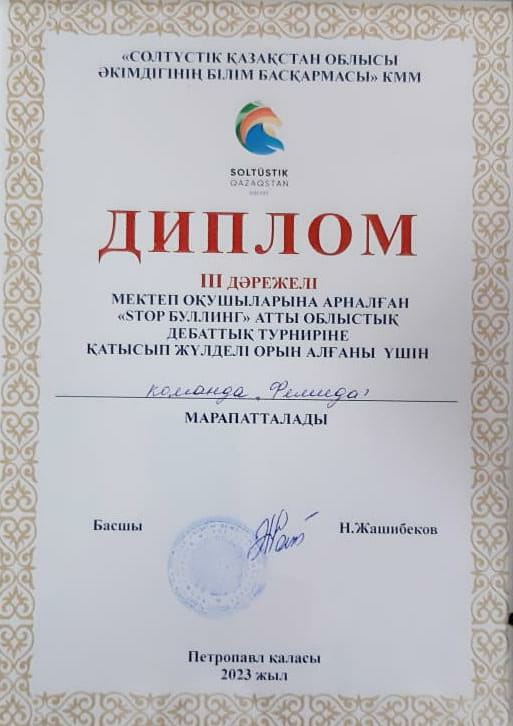 «СОЛТҮСТІК ҚАЗАҚСТАН ОБЛЫСЫ
ӘКІМДІГІНІҢ БІЛІМ БАСҚАРМАСЫ» КММ
SOLTÜSTIK
QAZAQSTAN
ДИПЛОМ
III ДӘРЕЖЕЛІ
МЕКТЕП ОҚУШЫЛАРЫНА АРНАЛҒАН
«STOP БУЛЛИНГ» АТТЫ ОБЛЫСТЫҚ
ДЕБАТТЫҚ ТУРНИРІНЕ
ҚАТЫСЫП ЖҮЛДЕЛІ ОРЫН АЛҒАНЫ ҮШІН
команда „Фемида"
МАРАПАТТАЛАДЫ
Басшы Н.Жашибеков
Петропавл қаласы
2023 жыл